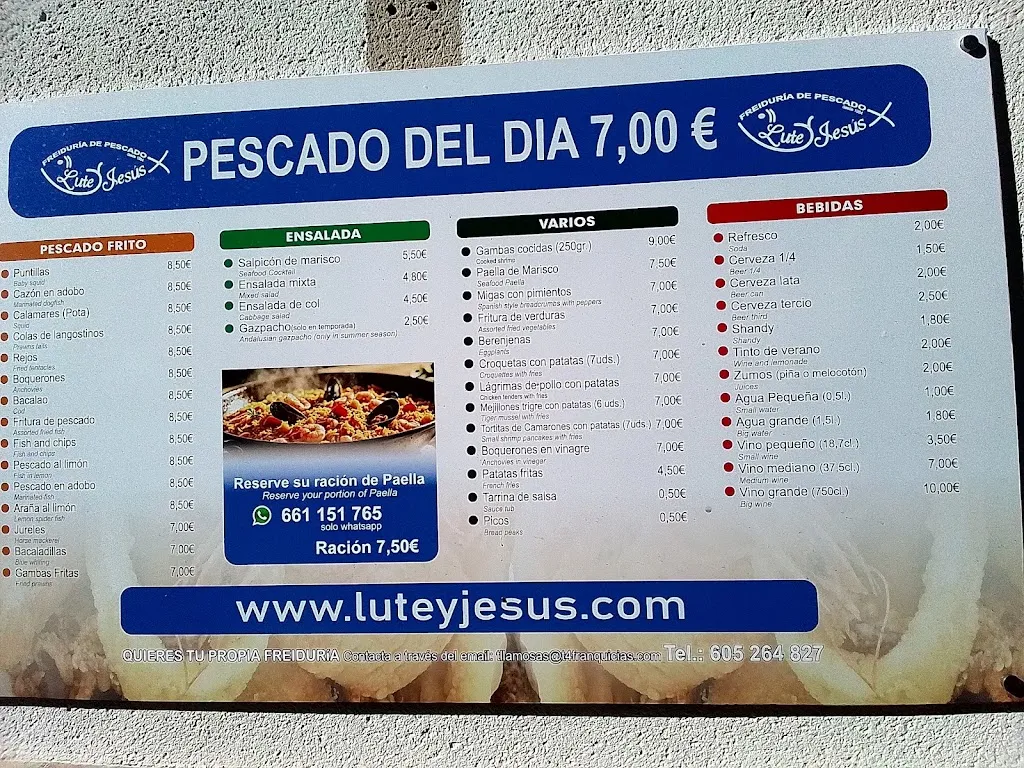 FREIDURÍA DE PESCADO
Lute y Jesús
PESCADO DEL DIA 7,00 €
FREIDURÍA DE PESCADO
Lute y Jesús
PESCADO FRITO
Puntillas 8,50€
Baby squid
Cazón en adobo 8,50€
Marinated dogfish
Calamares (Pota) 8,50€
Squid
Colas de langostinos 8,50€
Prawns tails
Rejos 8,50€
Fried tentacles
Boquerones 8,50€
Anchovies
Bacalao 8,50€
Cod
Fritura de pescado 8,50€
Assorted fried fish
Fish and chips 8,50€
Fish and chips
Pescado al limón 8,50€
Fish at lemon
Pescado en adobo 8,50€
Marinated fish
Araña al limón 8,50€
Lemon spider fish
Jureles 7,00€
Horse mackerel
Bacaladillas 7,00€
Blue whiting
Gambas Fritas 7,00€
Fried prawns
ENSALADA
Salpicón de marisco 5,50€
Seafood Cocktail
Ensalada mixta 4,80€
Mixed salad
Ensalada de col 4,50€
Cabbage salad
Gazpacho(solo en temporada) 2,50€
Andalusian gazpacho (only in summer season)
Reserve su ración de Paella
Reserve your portion of Paella
661 151 765
solo whatsapp
Ración 7,50€
VARIOS
Gambas cocidas (250gr.) 9,00€
Cooked shrimp
Paella de Marisco 7,50€
Seafood Paella
Migas con pimientos 7,00€
Spanish style breadcrumbs with peppers
Fritura de verduras 7,00€
Assorted fried vegetables
Berenjenas 7,00€
Eggplants
Croquetas con patatas (7uds.) 7,00€
Croquettes with fries
Lágrimas de pollo con patatas 7,00€
Chicken tenders with fries
Mejillones trigre con patatas (6 uds.) 7,00€
Tiger mussel with fries
Tortitas de Camarones con patatas (7uds.) 7,00€
Small shrimp pancakes with fries
Boquerones en vinagre 7,00€
Anchovies in vinegar
Patatas fritas 4,50€
French fries
Tarrina de salsa 0,50€
Sauce tub
Picos 0,50€
Bread peaks
BEBIDAS
Refresco 2,00€
Soda
Cerveza 1/4 1,50€
Beer 1/4
Cerveza lata 2,00€
Beer can
Cerveza tercio 2,50€
Beer third
Shandy 1,80€
Shandy
Tinto de verano 2,00€
Wine and lemonade
Zumos (piña o melocotón) 2,00€
Juices
Agua Pequeña (0,5l.) 1,00€
Small water
Agua grande (1,5l.) 1,80€
Big water
Vino pequeño (18,7cl.) 3,50€
Small wine
Vino mediano (37,5cl.) 7,00€
Medium wine
Vino grande (750cl.) 10,00€
Big wine
www.luteyjesus.com
QUIERES TU PROPIA FREIDURíA Contacta a través del email: tllamosas@t4franquicias.com Tel.: 605 264 827